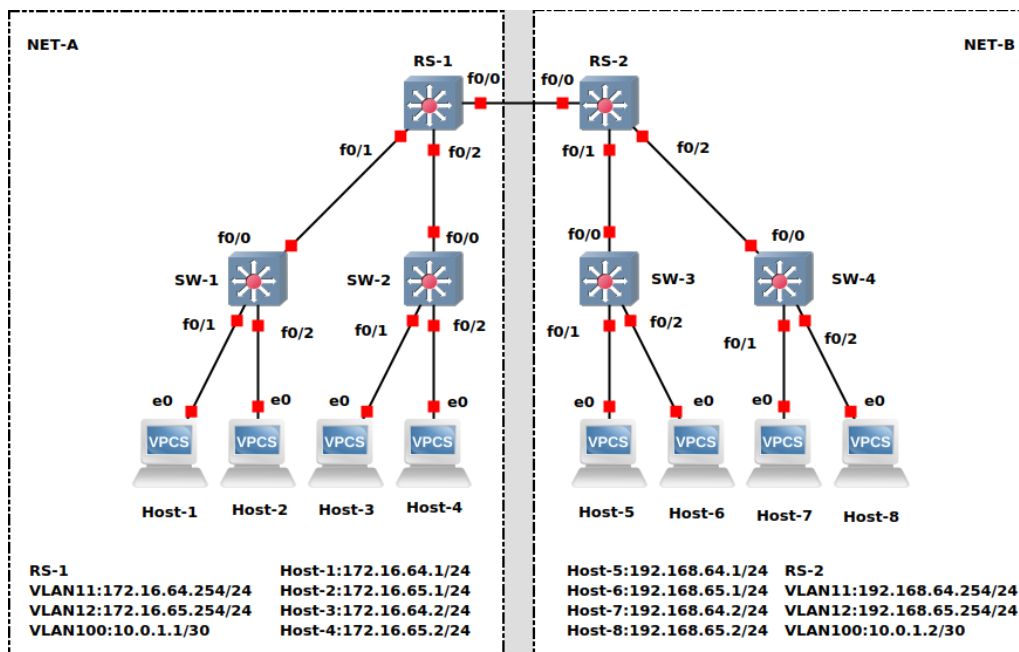 NET-A
NET-B
RS-1
RS-2
f0/0
f0/0
f0/1
f0/2
f0/1
f0/2
f0/0
f0/0
f0/0
f0/0
SW-1
SW-2
SW-3
SW-4
f0/1
f0/2
f0/1
f0/2
f0/1
f0/2
f0/1
f0/2
e0
e0
e0
e0
e0
e0
e0
e0
VPCS
VPCS
VPCS
VPCS
VPCS
VPCS
VPCS
VPCS
Host-1
Host-2
Host-3
Host-4
Host-5
Host-6
Host-7
Host-8
RS-1
VLAN11:172.16.64.254/24
VLAN12:172.16.65.254/24
VLAN100:10.0.1.1/30
Host-1:172.16.64.1/24
Host-2:172.16.65.1/24
Host-3:172.16.64.2/24
Host-4:172.16.65.2/24
Host-5:192.168.64.1/24
Host-6:192.168.65.1/24
Host-7:192.168.64.2/24
Host-8:192.168.65.2/24
RS-2
VLAN11:192.168.64.254/24
VLAN12:192.168.65.254/24
VLAN100:10.0.1.2/30